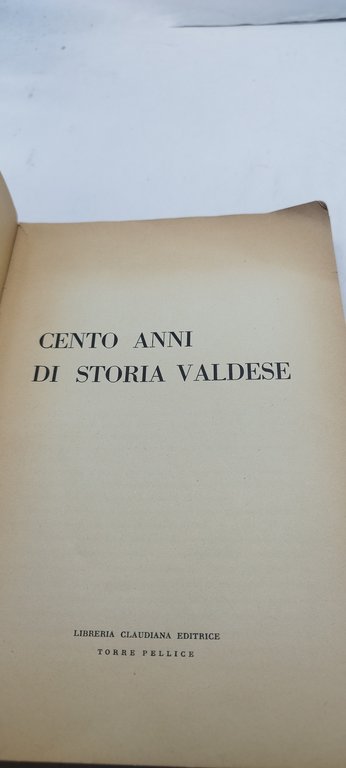 CENTO ANNI
DI STORIA VALDESE
LIBRERIA CLAUDIANA EDITRICE
TORRE PELLICE